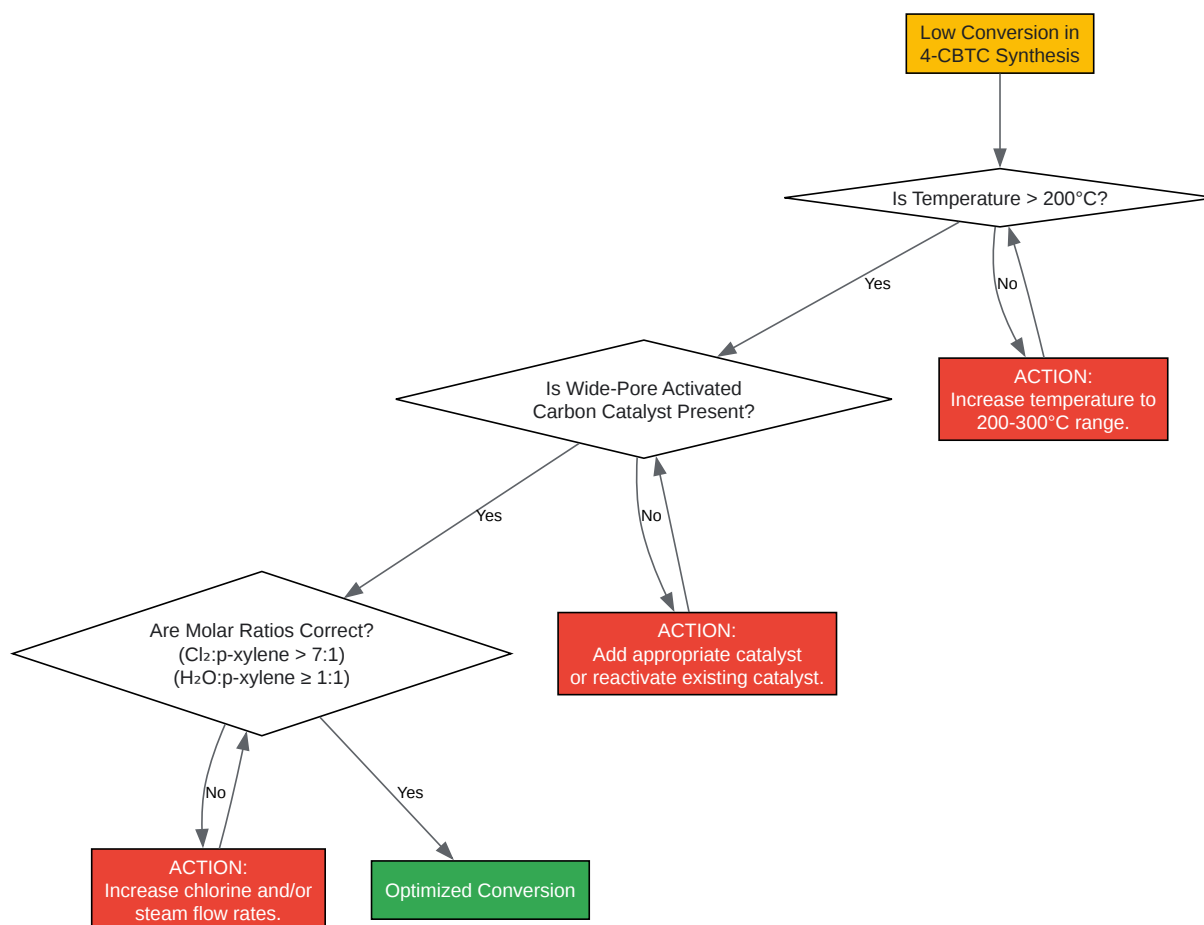 Low Conversion in
4-CBTC Synthesis
Is Temperature > 200°C?
Yes
No
ACTION:
Increase temperature to
200-300°C range.
Is Wide-Pore Activated
Carbon Catalyst Present?
Yes
No
ACTION:
Add appropriate catalyst
or reactivate existing catalyst.
Are Molar Ratios Correct?
(Cl₂:p-xylene > 7:1)
(H₂O:p-xylene ≥ 1:1)
No
Yes
ACTION:
Increase chlorine and/or
steam flow rates.
Optimized Conversion